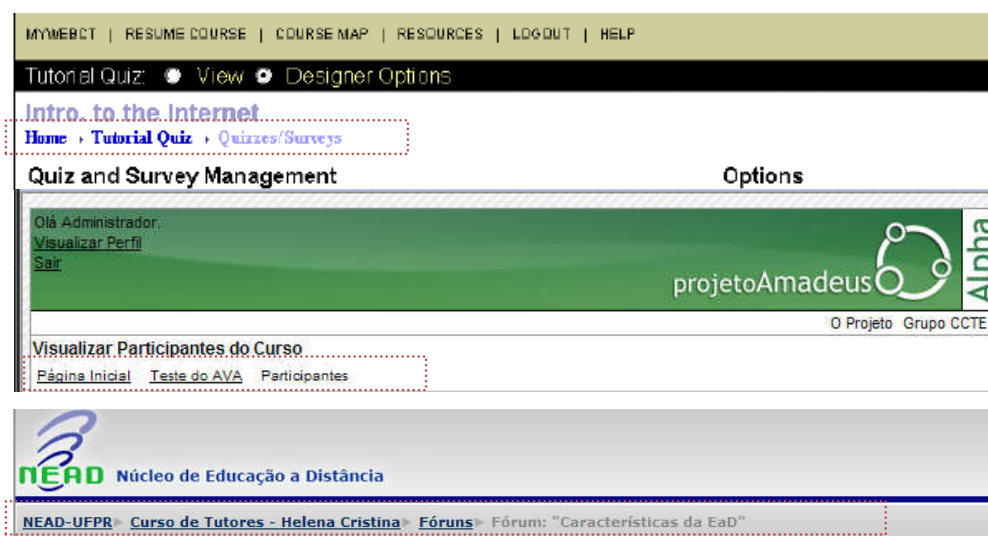 MYWEBCT | RESUME COURSE | COURSE MAP | RESOURCES | LOGOUT | HELP
Tutorial Quiz: View Designer Options
Intro. to the Internet
Home › Tutorial Quiz › Quizzes/Surveys
Quiz and Survey Management Options
Olá Administrador.
Visualizar Perfil
Sair
projetoAmadeus
Alpha
O Projeto Grupo CCTE
Visualizar Participantes do Curso
Página Inicial Teste do AVA Participantes
NEAD Núcleo de Educação a Distância
NEAD-UFPR► Curso de Tutores - Helena Cristina► Fóruns► Fórum: "Características da EaD"